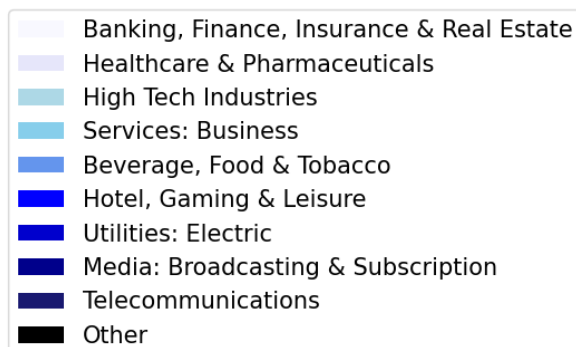 Banking, Finance, Insurance & Real Estate
Healthcare & Pharmaceuticals
High Tech Industries
Services: Business
Beverage, Food & Tobacco
Hotel, Gaming & Leisure
Utilities: Electric
Media: Broadcasting & Subscription
Telecommunications
Other